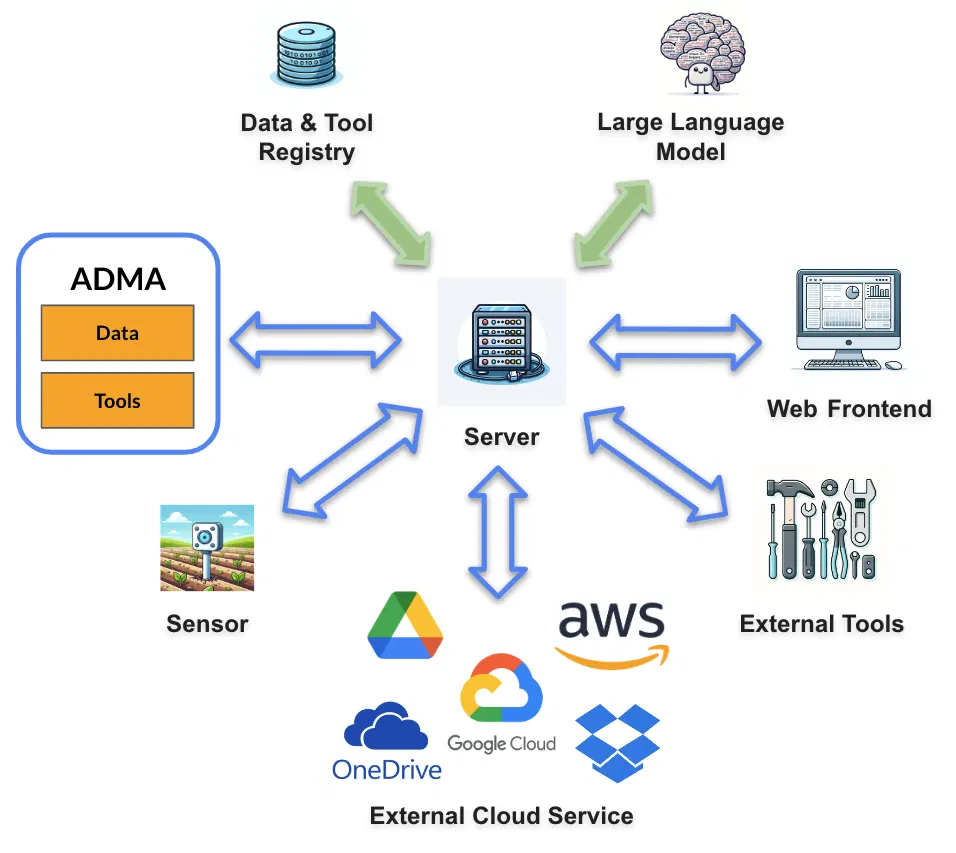 Data & Tool
Registry
Large Language
Model
ADMA
Data
Tools
Server
Web Frontend
Sensor
External Tools
aws
Google Cloud
OneDrive
External Cloud Service